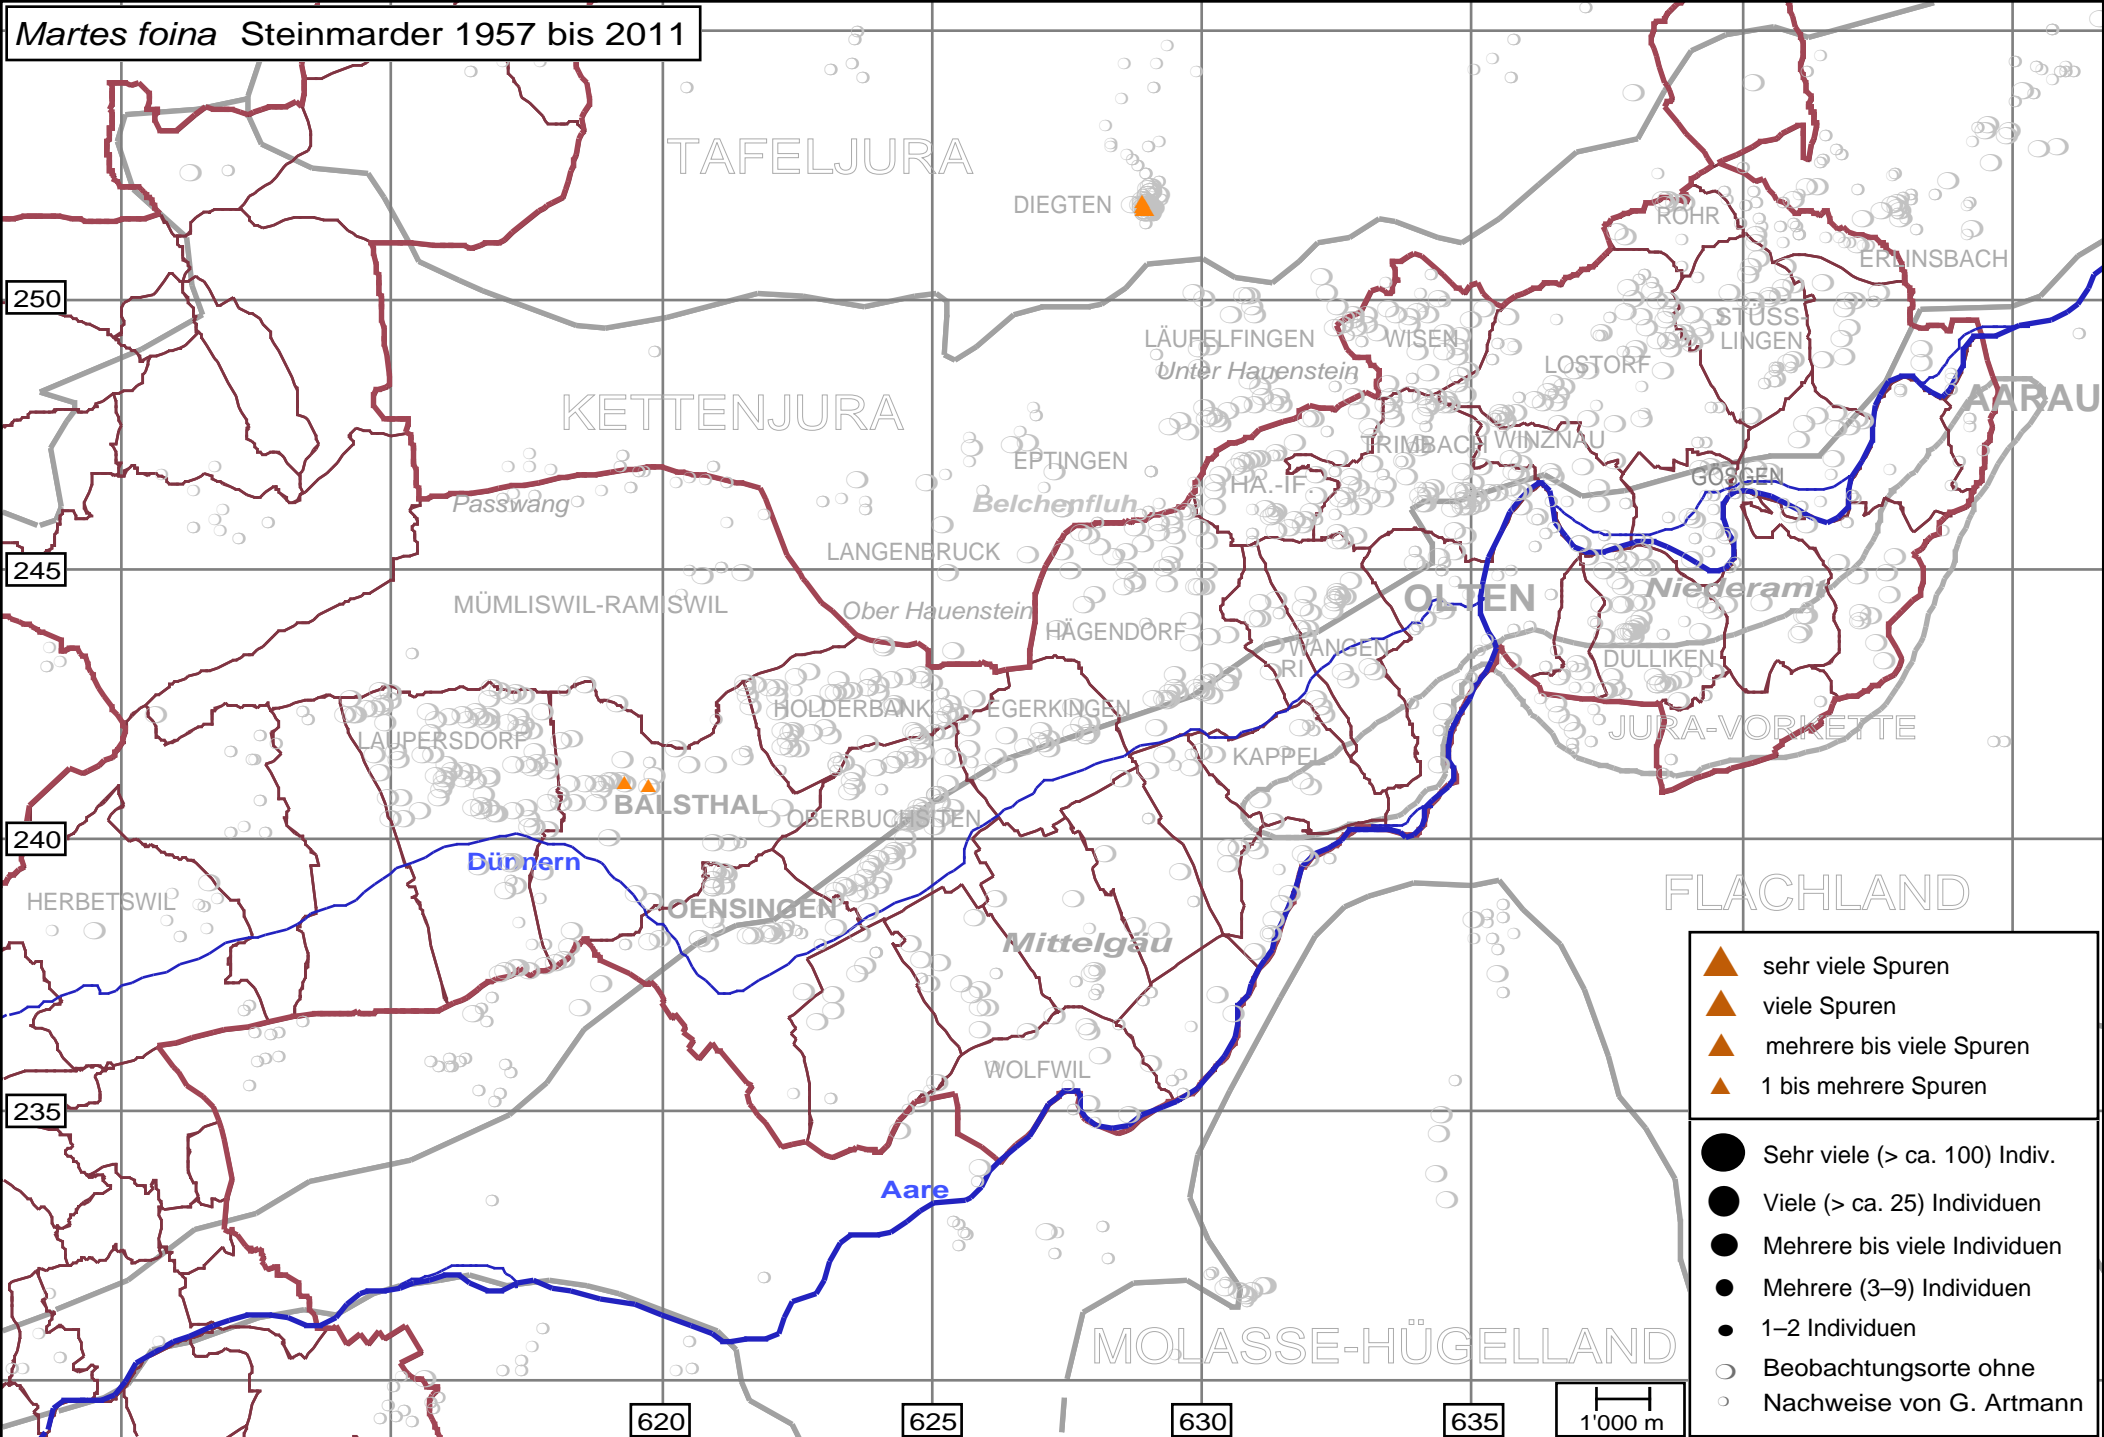 Martes foina Steinmarder 1957 bis 2011
TAFELJURA
DIEGTEN
ROHR
ERLINSBACH
250
LÄUFELFINGEN
WISEN
STÜSS-
LINGEN
Unter Hauenstein
LOSTORF
AARAU
KETTENJURA
TRIMBACH
WINZNAU
EPTINGEN
GÖSGEN
HA.-IF.
Passwang
Belchenfluh
LANGENBRUCK
245
MÜMLISWIL-RAMISWIL
Ober Hauenstein
OLTEN
Niederamt
HÄGENDORF
WANGEN
RI
DULLIKEN
HOLDERBANK
EGERKINGEN
JURA-VORKETTE
LAUPERSDORF
KAPPEL
BALSTHAL
OBERBUCHSITEN
240
Dünnern
HERBETSWIL
OENSINGEN
FLACHLAND
Mittelgäu
sehr viele Spuren
viele Spuren
mehrere bis viele Spuren
1 bis mehrere Spuren
WOLFWIL
235
Aare
Sehr viele (> ca. 100) Indiv.
Viele (> ca. 25) Individuen
Mehrere bis viele Individuen
Mehrere (3–9) Individuen
1–2 Individuen
Beobachtungsorte ohne
Nachweise von G. Artmann
MOLASSE-HÜGELLAND
620
625
630
635
1'000 m